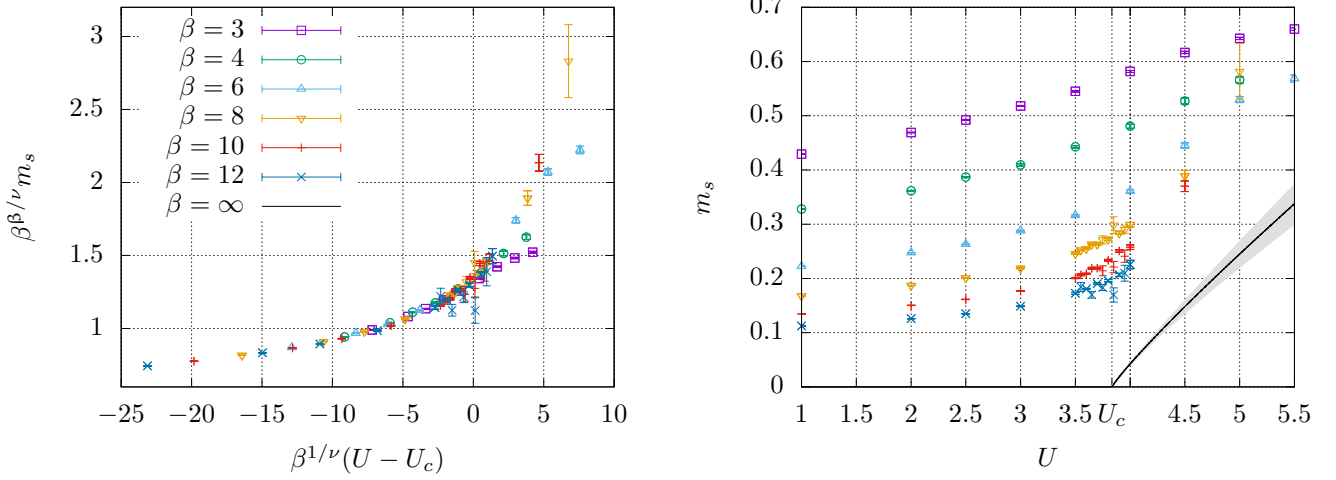 3
2.5
2
1.5
1
−25 −20 −15 −10 −5 0 5 10
β^{β/ν} m_s
β^{1/ν}(U − U_c)
β = 3
β = 4
β = 6
β = 8
β = 10
β = 12
β = ∞
0.7
0.6
0.5
0.4
0.3
0.2
0.1
0
1 1.5 2 2.5 3 3.5 U_c 4.5 5 5.5
m_s
U